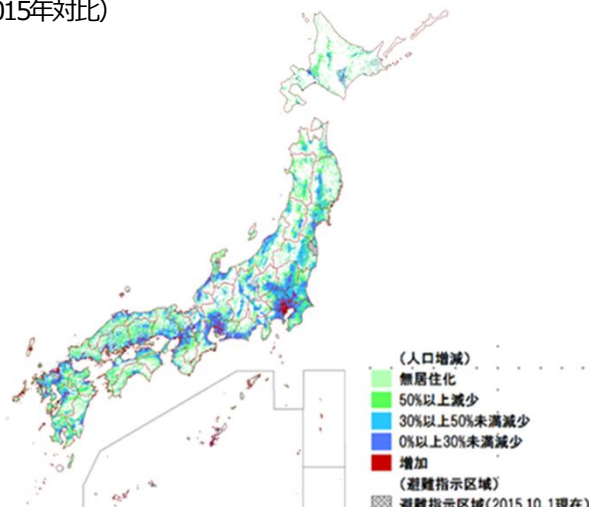 015年対比)
(人口増減)
無居住化
50%以上減少
30%以上50%未満減少
0%以上30%未満減少
増加
(避難指示区域)
避難指示区域(2015.10.1現在)